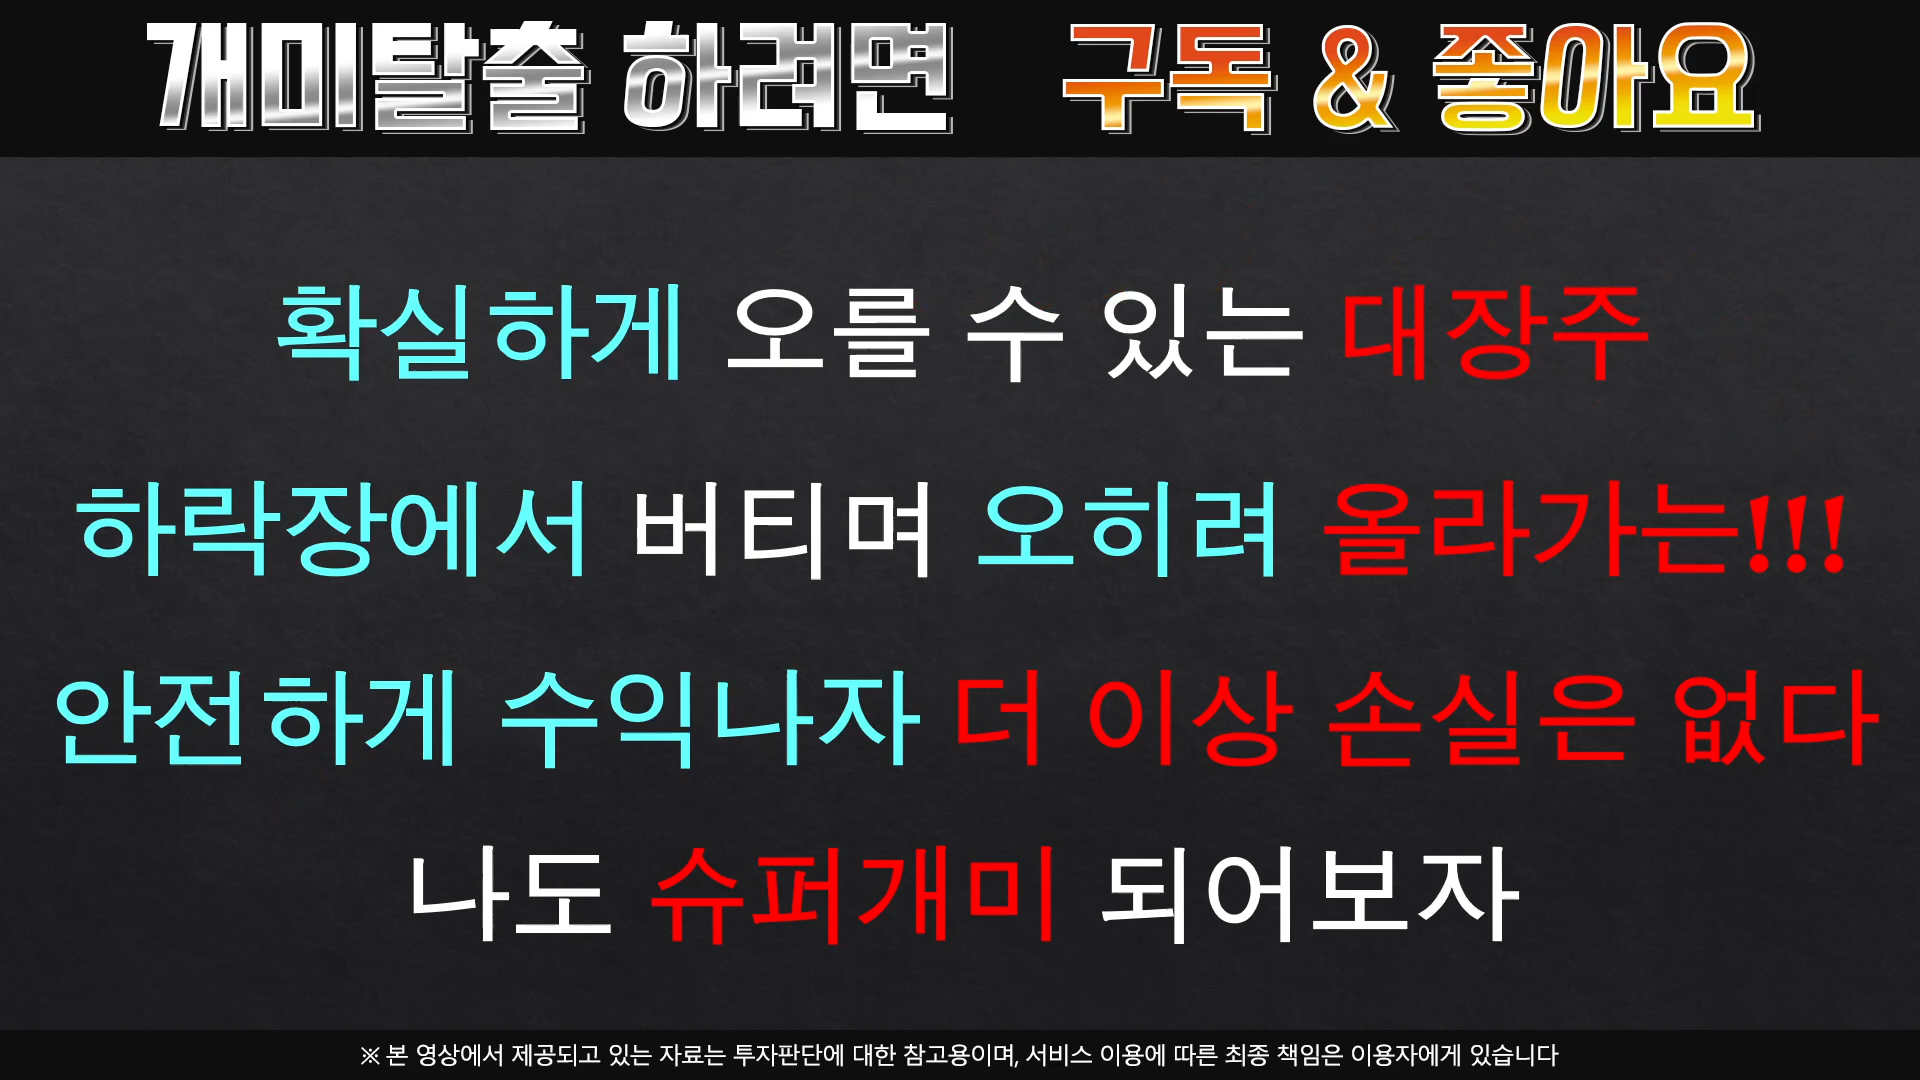 개미탈출 하려면 구독 & 좋아요
확실하게 오를 수 있는 대장주
하락장에서 버티며 오히려 올라가는!!!
안전하게 수익나자 더 이상 손실은 없다
나도 슈퍼개미 되어보자
※ 본 영상에서 제공되고 있는 자료는 투자판단에 대한 참고용이며, 서비스 이용에 따른 최종 책임은 이용자에게 있습니다